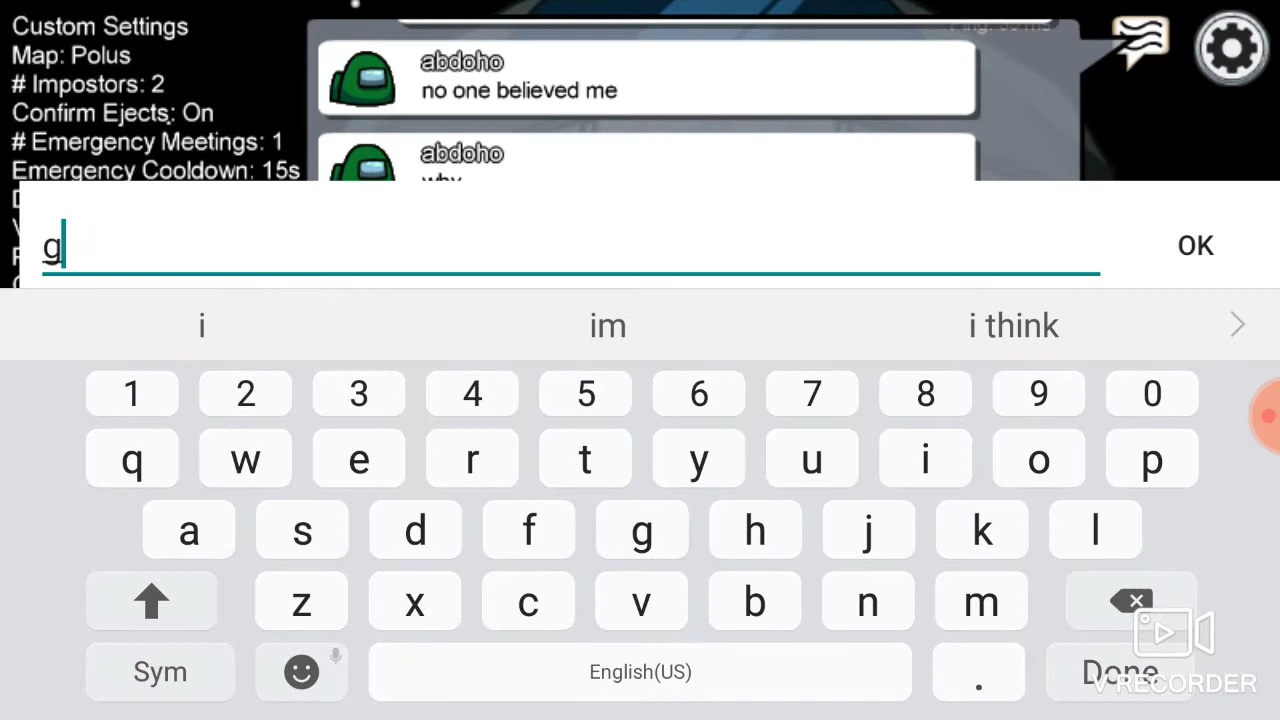 Custom Settings
Map: Polus
# Impostors: 2
Confirm Ejects: On
# Emergency Meetings: 1
Emergency Cooldown: 15s
abdoho
no one believed me
abdoho
why
g
OK
i im i think
1 2 3 4 5 6 7 8 9 0
q w e r t y u i o p
a s d f g h j k l
z x c v b n m
Sym English(US) . Done
V RECORDER